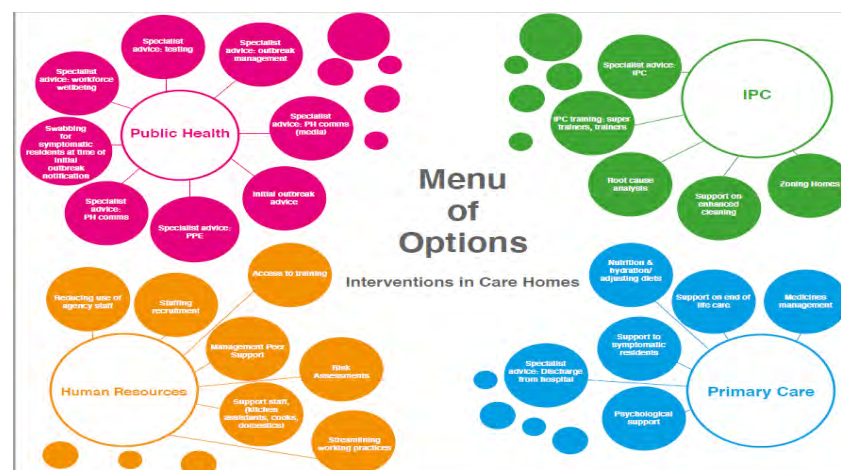 Specialist
advice: testing
Specialist
advice: outbreak
management
Specialist
advice: workforce
wellbeing
Public Health
Specialist
advice: PH comms
(media)
Swabbing
for
symptomatic
residents at time of
initial
outbreak
notification
Specialist
advice:
PH comms
Specialist
advice:
PPE
Initial outbreak
advice
Specialist advice:
IPC
IPC
IPC training: super
trainers, trainers
Root cause
analysis
Support on
enhanced
cleaning
Zoning Homes
Menu
of
Options
Interventions in Care Homes
Access to training
Reducing use of
agency staff
Staffing
recruitment
Management Peer
Support
Human Resources
Risk
Assessments
Support staff,
(kitchen
assistants, cooks,
domestics)
Streamlining
working practices
Nutrition &
hydration/
adjusting diets
Support on end of
life care
Medicines
management
Support to
symptomatic
residents
Specialist
advice: Discharge
from hospital
Primary Care
Psychological
support